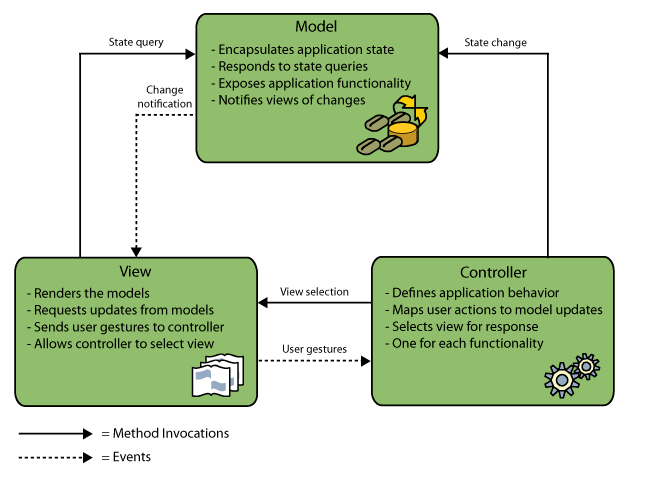 Model
- Encapsulates application state
- Responds to state queries
- Exposes application functionality
- Notifies views of changes
State query
State change
Change
notification
View
- Renders the models
- Requests updates from models
- Sends user gestures to controller
- Allows controller to select view
Controller
- Defines application behavior
- Maps user actions to model updates
- Selects view for response
- One for each functionality
View selection
User gestures
= Method Invocations
= Events